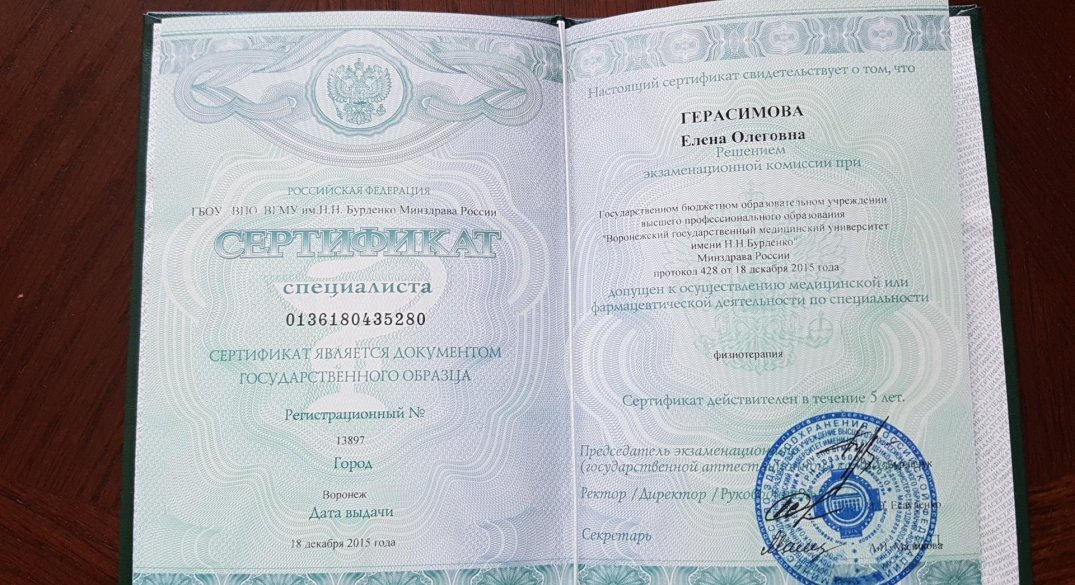 РОССИЙСКАЯ ФЕДЕРАЦИЯ
ГБОУ ВПО ВГМУ им.Н.Н. Бурденко Минздрава России
СЕРТИФИКАТ
специалиста
0136180435280
СЕРТИФИКАТ ЯВЛЯЕТСЯ ДОКУМЕНТОМ
ГОСУДАРСТВЕННОГО ОБРАЗЦА
Регистрационный №
13897
Город
Воронеж
Дата выдачи
18 декабря 2015 года
Настоящий сертификат свидетельствует о том, что
ГЕРАСИМОВА
Елена Олеговна
Решением
экзаменационной комиссии при
Государственном бюджетном образовательном учреждении
высшего профессионального образования
"Воронежский государственный медицинский университет
имени Н.Н.Бурденко"
Минздрава России
протокол 428 от 18 декабря 2015 года
допущен к осуществлению медицинской или
фармацевтической деятельности по специальности
физиотерапия
Сертификат действителен в течение 5 лет.
Председатель экзаменационной
(государственной аттест
Ректор /Директор /Руководитель
Секретарь